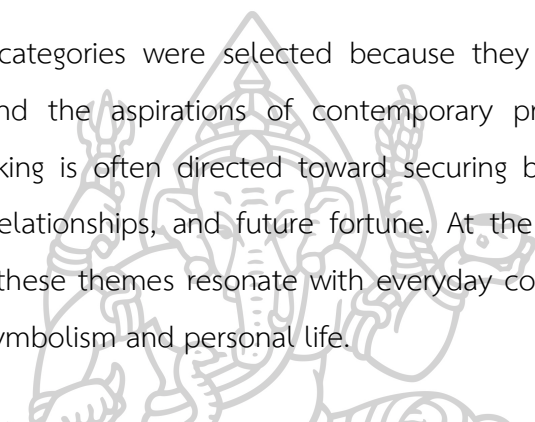 categories were selected because they
nd the aspirations of contemporary pr
king is often directed toward securing b
elationships, and future fortune. At the
these themes resonate with everyday co
ymbolism and personal life.